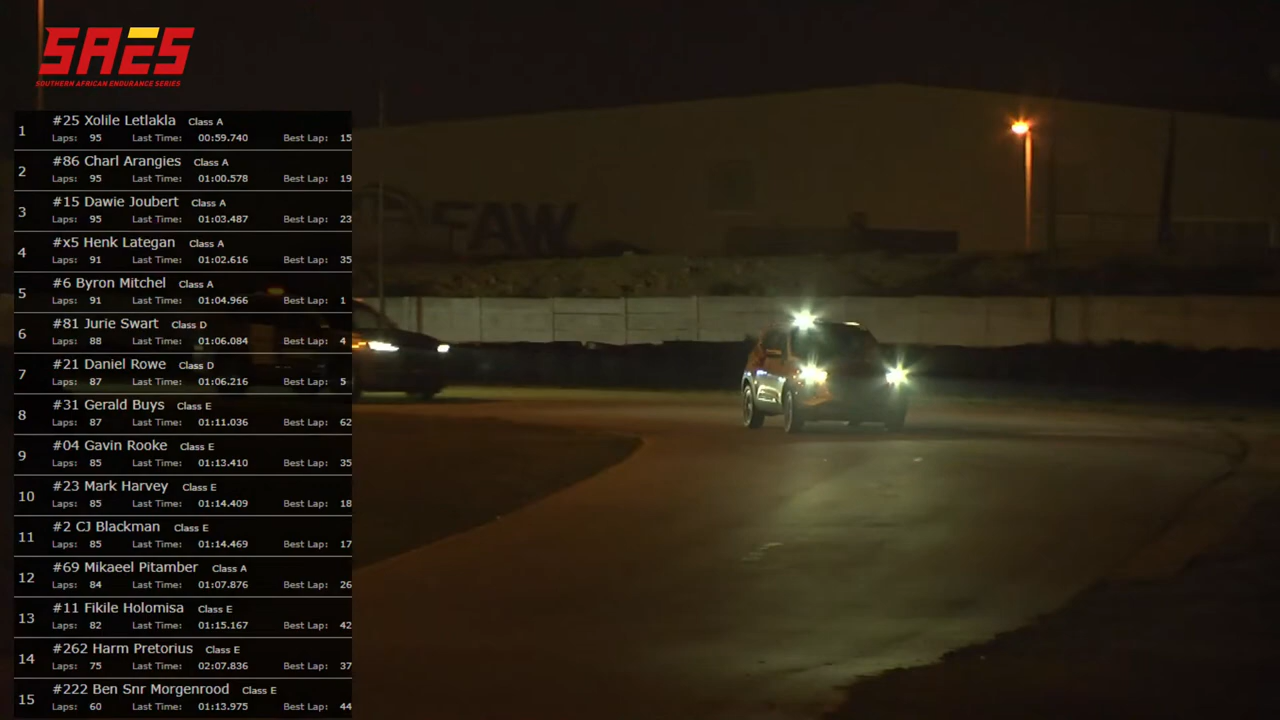 SAES
SOUTHERN AFRICAN ENDURANCE SERIES
1 #25 Xolile Letlakla Class A
Laps: 95 Last Time: 00:59.740 Best Lap: 15
2 #86 Charl Arangies Class A
Laps: 95 Last Time: 01:00.578 Best Lap: 19
3 #15 Dawie Joubert Class A
Laps: 95 Last Time: 01:03.487 Best Lap: 23
4 #x5 Henk Lategan Class A
Laps: 91 Last Time: 01:02.616 Best Lap: 35
5 #6 Byron Mitchel Class A
Laps: 91 Last Time: 01:04.966 Best Lap: 1
6 #81 Jurie Swart Class D
Laps: 88 Last Time: 01:06.084 Best Lap: 4
7 #21 Daniel Rowe Class D
Laps: 87 Last Time: 01:06.216 Best Lap: 5
8 #31 Gerald Buys Class E
Laps: 87 Last Time: 01:11.036 Best Lap: 62
9 #04 Gavin Rooke Class E
Laps: 85 Last Time: 01:13.410 Best Lap: 35
10 #23 Mark Harvey Class E
Laps: 85 Last Time: 01:14.409 Best Lap: 18
11 #2 CJ Blackman Class E
Laps: 85 Last Time: 01:14.469 Best Lap: 17
12 #69 Mikaeel Pitamber Class A
Laps: 84 Last Time: 01:07.876 Best Lap: 26
13 #11 Fikile Holomisa Class E
Laps: 82 Last Time: 01:15.167 Best Lap: 42
14 #262 Harm Pretorius Class E
Laps: 75 Last Time: 02:07.836 Best Lap: 37
15 #222 Ben Snr Morgenrood Class E
Laps: 60 Last Time: 01:13.975 Best Lap: 44
FAW